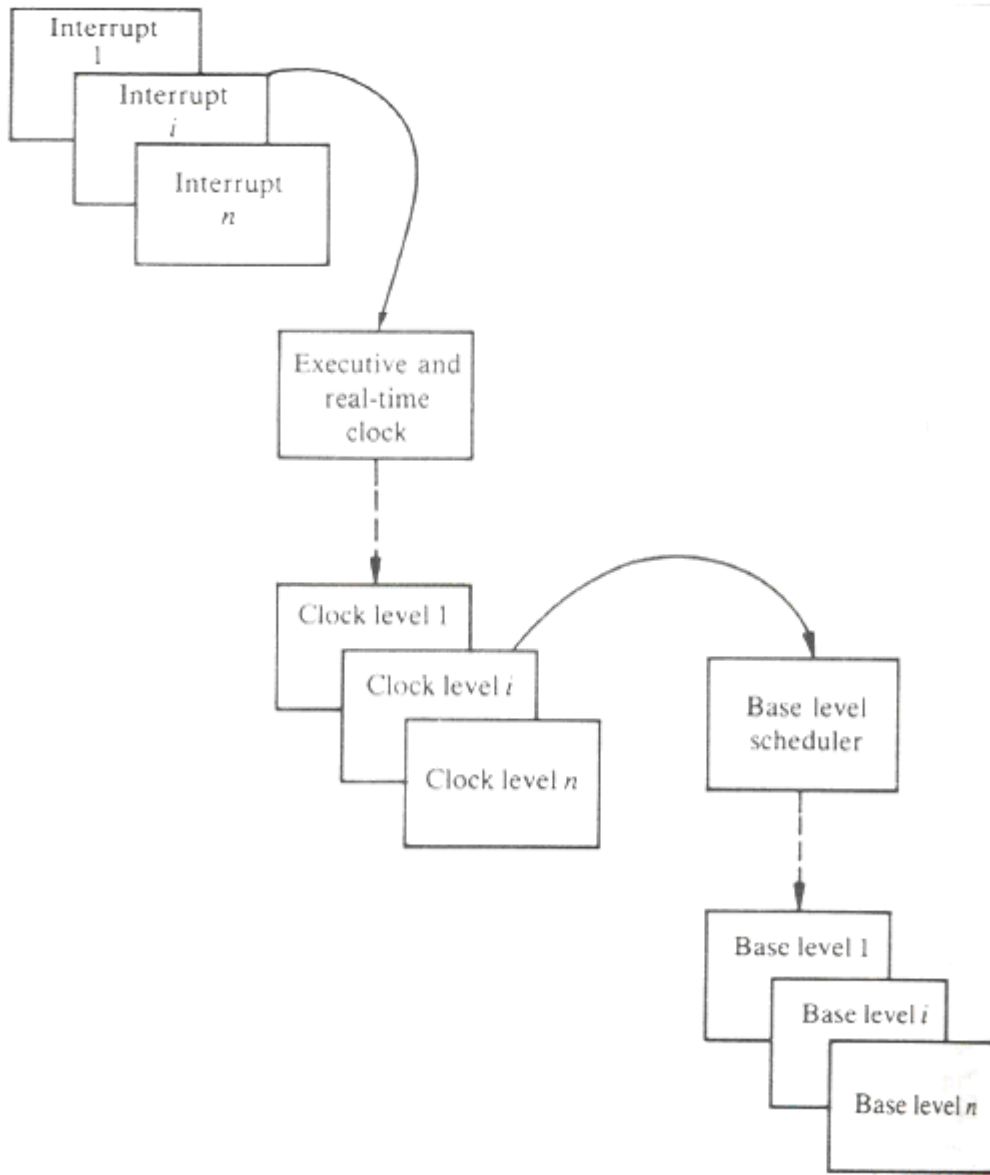 Interrupt
1
Interrupt
i
Interrupt
n
Executive and
real-time
clock
Clock level 1
Clock level i
Clock level n
Base level
scheduler
Base level 1
Base level i
Base level n